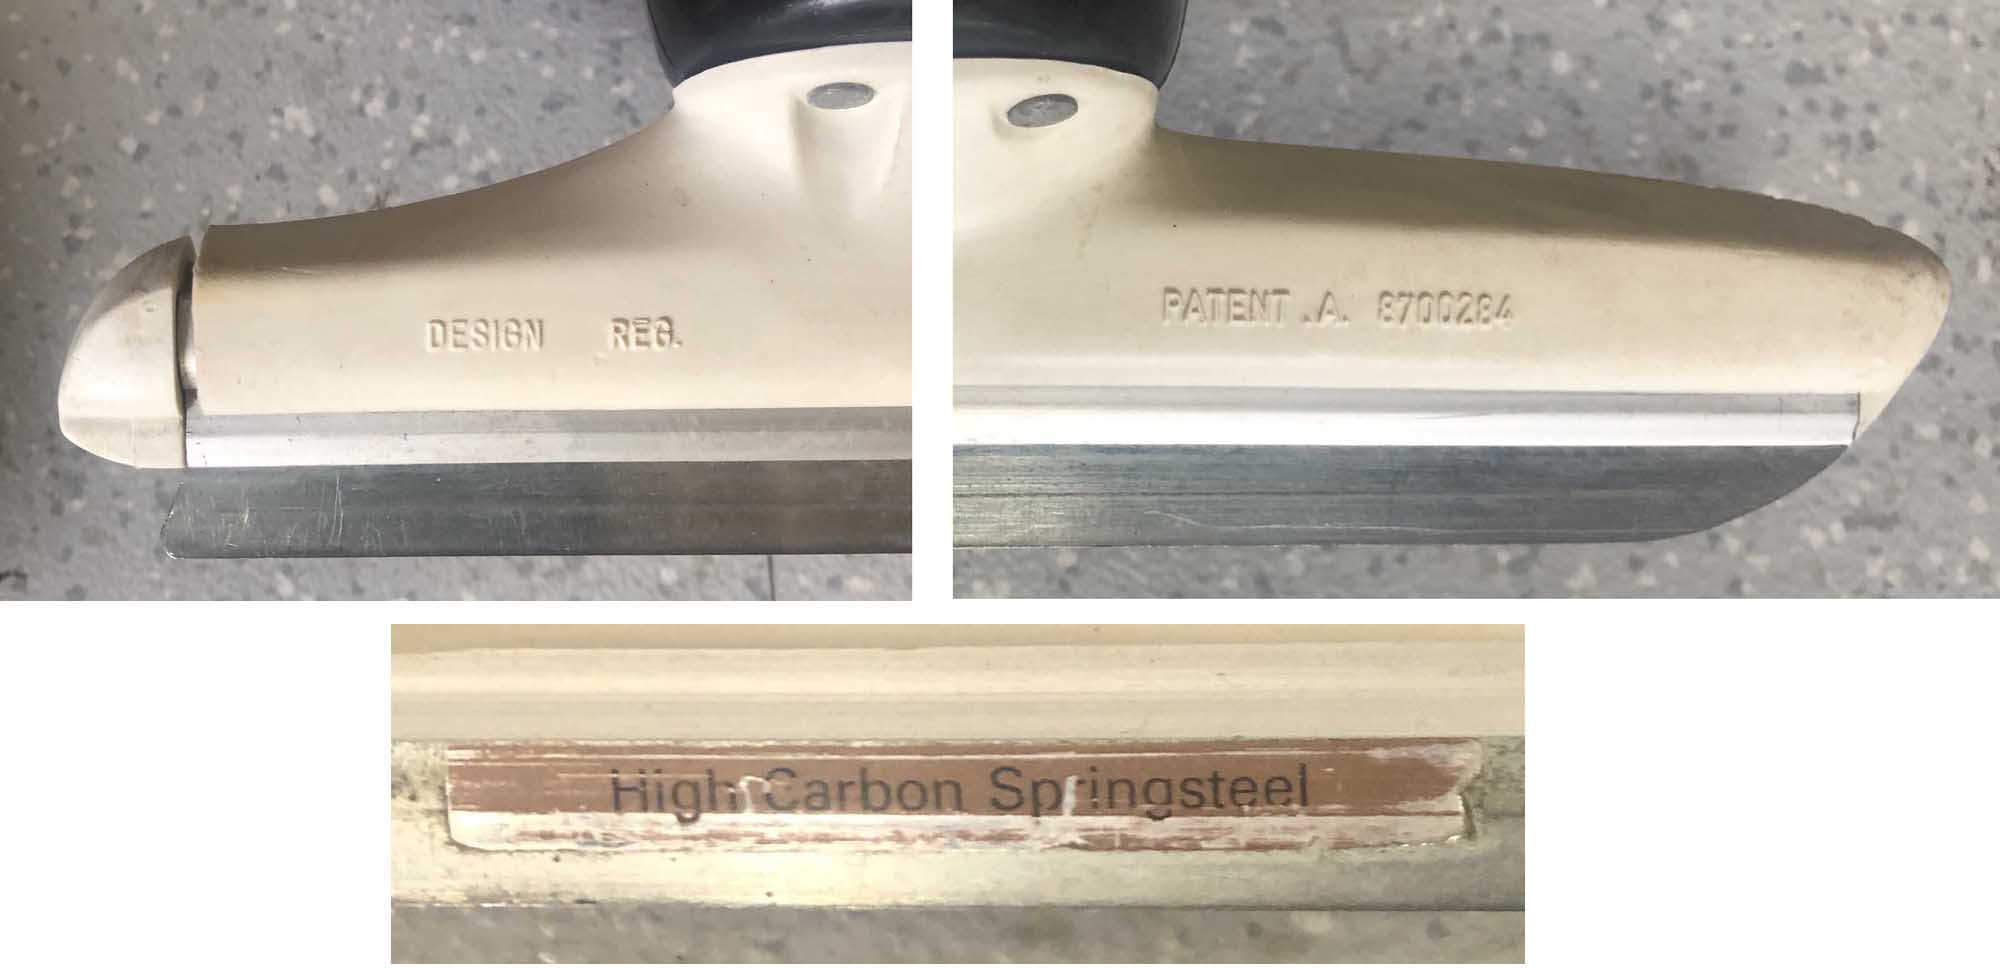 DESIGN REG.
PATENT .A. 8700284
High Carbon Springsteel